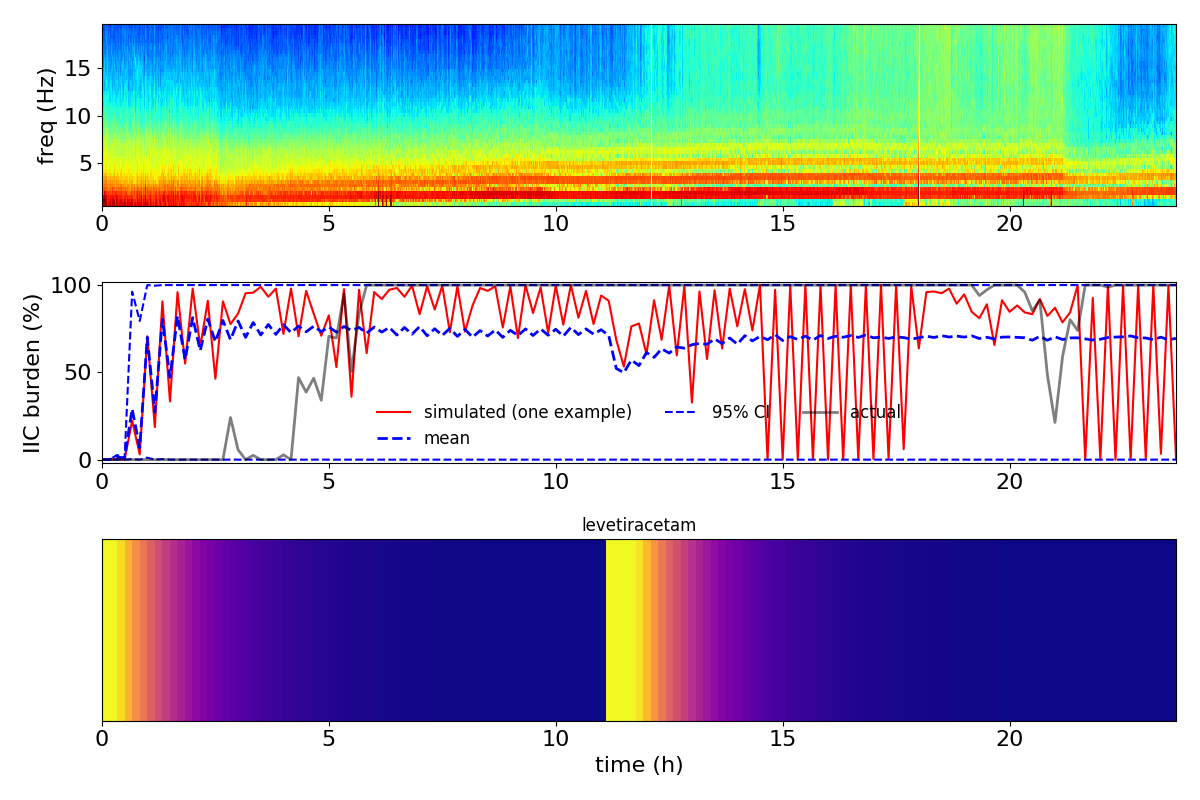 freq (Hz)
15
10
5
0 5 10 15 20
IIC burden (%)
100
50
0
simulated (one example)
mean
95% CI
actual
0 5 10 15 20
levetiracetam
0 5 10 15 20
time (h)